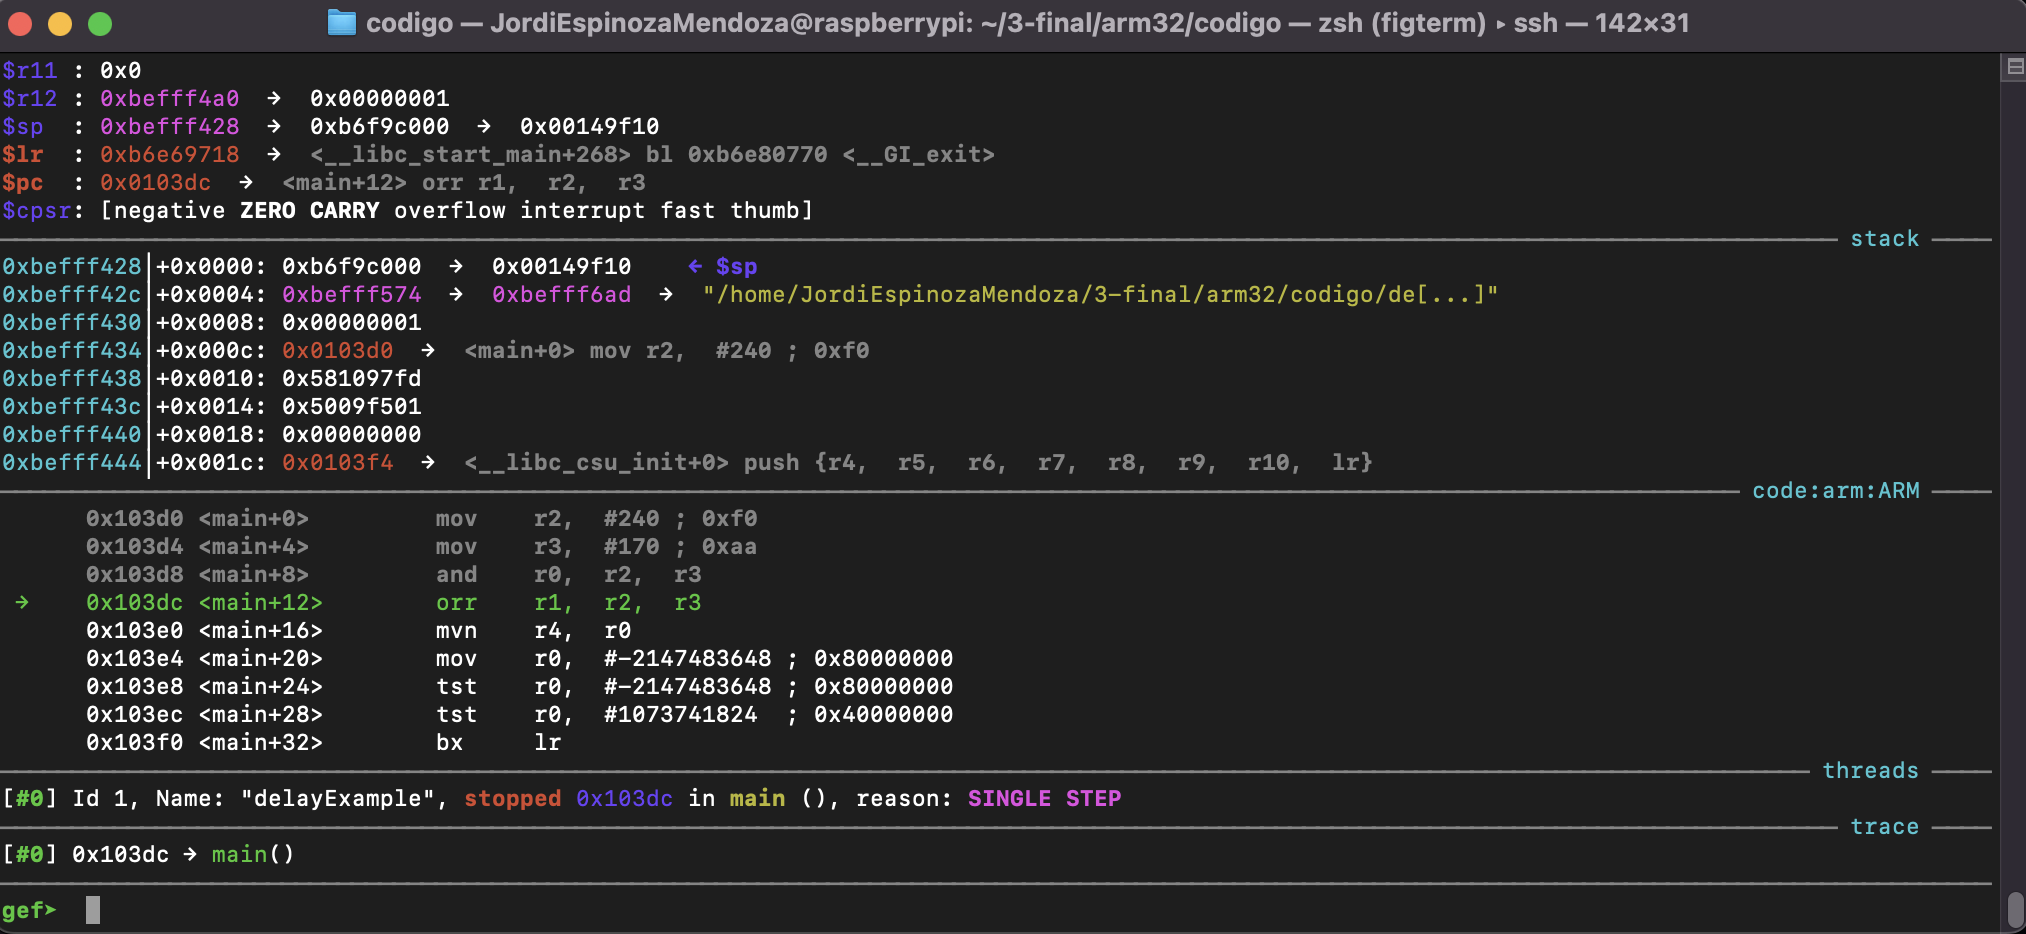 codigo — JordiEspinozaMendoza@raspberrypi: ~/3-final/arm32/codigo — zsh (figterm) ▸ ssh — 142×31
$r11 : 0x0
$r12 : 0xbefff4a0 → 0x00000001
$sp : 0xbefff428 → 0xb6f9c000 → 0x00149f10
$lr : 0xb6e69718 → <__libc_start_main+268> bl 0xb6e80770 <__GI_exit>
$pc : 0x0103dc → <main+12> orr r1, r2, r3
$cpsr: [negative ZERO CARRY overflow interrupt fast thumb]
stack
0xbefff428|+0x0000: 0xb6f9c000 → 0x00149f10 ← $sp
0xbefff42c|+0x0004: 0xbefff574 → 0xbefff6ad → "/home/JordiEspinozaMendoza/3-final/arm32/codigo/de[...]"
0xbefff430|+0x0008: 0x00000001
0xbefff434|+0x000c: 0x0103d0 → <main+0> mov r2, #240 ; 0xf0
0xbefff438|+0x0010: 0x581097fd
0xbefff43c|+0x0014: 0x5009f501
0xbefff440|+0x0018: 0x00000000
0xbefff444|+0x001c: 0x0103f4 → <__libc_csu_init+0> push {r4, r5, r6, r7, r8, r9, r10, lr}
code:arm:ARM
0x103d0 <main+0> mov r2, #240 ; 0xf0
0x103d4 <main+4> mov r3, #170 ; 0xaa
0x103d8 <main+8> and r0, r2, r3
→ 0x103dc <main+12> orr r1, r2, r3
0x103e0 <main+16> mvn r4, r0
0x103e4 <main+20> mov r0, #-2147483648 ; 0x80000000
0x103e8 <main+24> tst r0, #-2147483648 ; 0x80000000
0x103ec <main+28> tst r0, #1073741824 ; 0x40000000
0x103f0 <main+32> bx lr
threads
[#0] Id 1, Name: "delayExample", stopped 0x103dc in main (), reason: SINGLE STEP
trace
[#0] 0x103dc → main()
gef➤